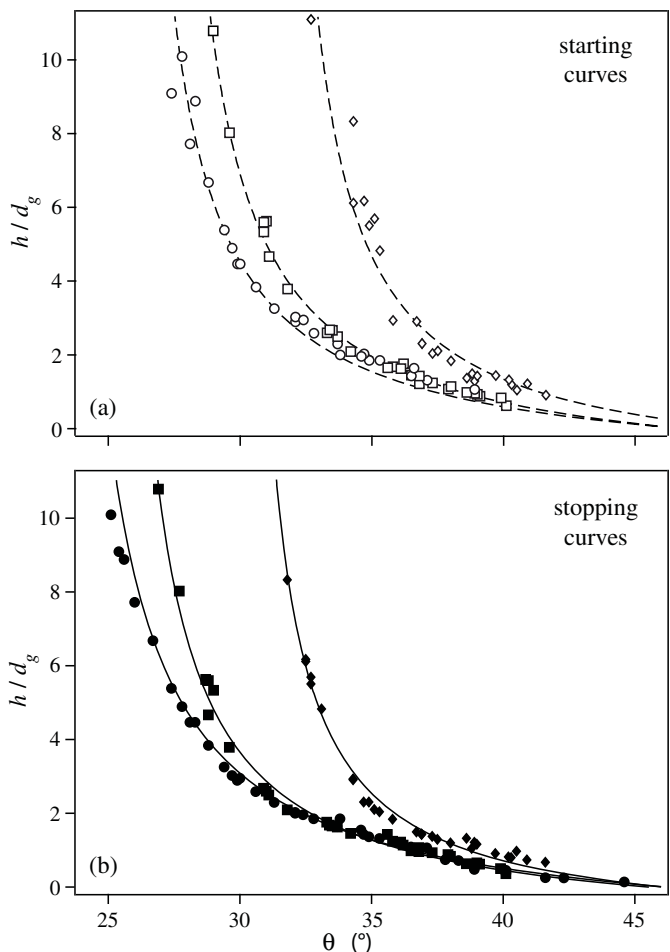 10
8
6
4
2
0
h / d_g
starting
curves
(a)
10
8
6
4
2
0
h / d_g
stopping
curves
(b)
25 30 35 40 45
θ (°)